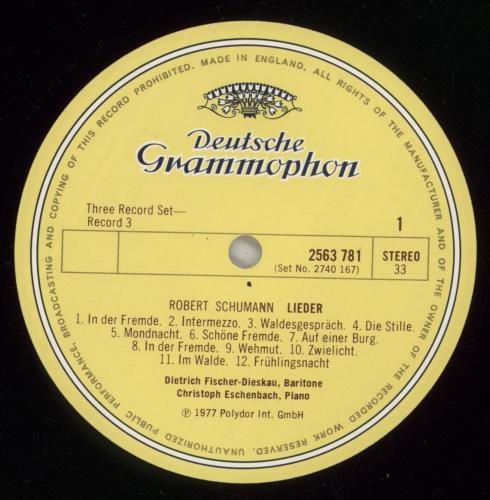 UNAUTHORIZED PUBLIC PERFORMANCE, BROADCASTING AND COPYING OF THIS RECORD PROHIBITED. MADE IN ENGLAND. ALL RIGHTS OF THE MANUFACTURER AND OF THE OWNER OF THE RECORDED WORK RESERVED.
Deutsche
Grammophon
Three Record Set—
Record 3
1
2563 781
STEREO
(Set No. 2740 167)
33
ROBERT SCHUMANN LIEDER
1. In der Fremde. 2. Intermezzo. 3. Waldesgespräch. 4. Die Stille.
5. Mondnacht. 6. Schöne Fremde. 7. Auf einer Burg.
8. In der Fremde. 9. Wehmut. 10. Zwielicht.
11. Im Walde. 12. Frühlingsnacht
Dietrich Fischer-Dieskau, Baritone
Christoph Eschenbach, Piano
℗ 1977 Polydor Int. GmbH